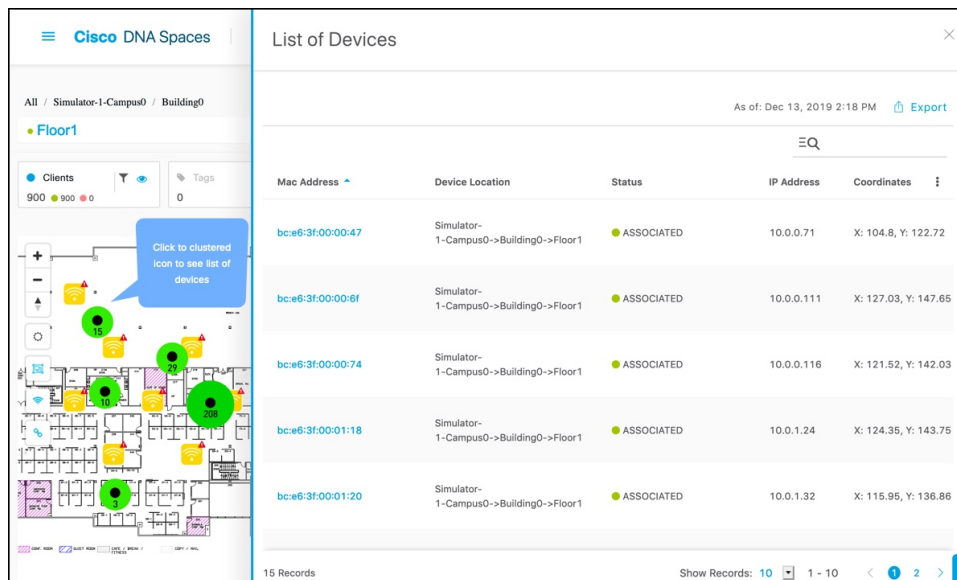 Cisco DNA Spaces
All / Simulator-1-Campus0 / Building0
Floor1
Clients
900 900 0
Tags
0
Click to clustered
icon to see list of
devices
15
29
10
208
3
CONF. ROOM
QUIET ROOM
COPY / MAIL
List of Devices
As of: Dec 13, 2019 2:18 PM Export
Mac Address Device Location Status IP Address Coordinates
bc:e6:3f:00:00:47 Simulator-
1-Campus0->Building0->Floor1 ASSOCIATED 10.0.0.71 X: 104.8, Y: 122.72
bc:e6:3f:00:00:6f Simulator-
1-Campus0->Building0->Floor1 ASSOCIATED 10.0.0.111 X: 127.03, Y: 147.65
bc:e6:3f:00:00:74 Simulator-
1-Campus0->Building0->Floor1 ASSOCIATED 10.0.0.116 X: 121.52, Y: 142.03
bc:e6:3f:00:01:18 Simulator-
1-Campus0->Building0->Floor1 ASSOCIATED 10.0.1.24 X: 124.35, Y: 143.75
bc:e6:3f:00:01:20 Simulator-
1-Campus0->Building0->Floor1 ASSOCIATED 10.0.1.32 X: 115.95, Y: 136.86
15 Records Show Records: 10 1 - 10 < 1 2 >